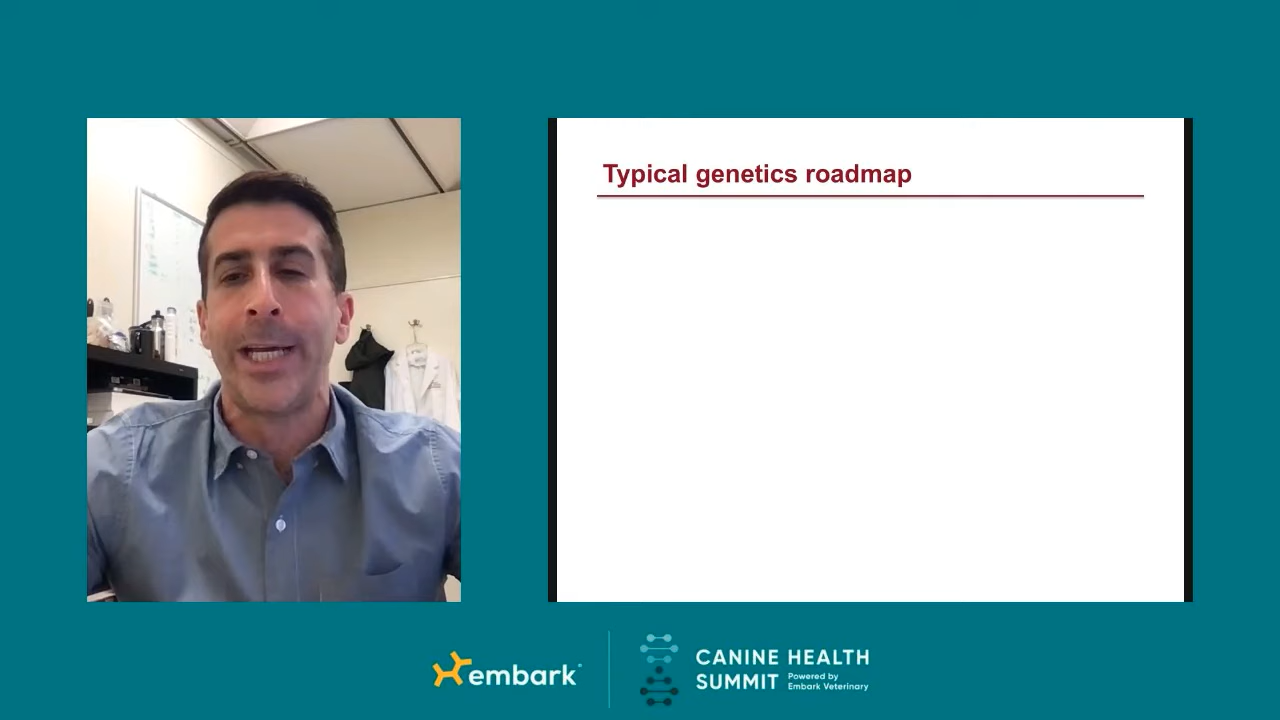 Typical genetics roadmap
embark
CANINE HEALTH
SUMMIT Powered by
Embark Veterinary